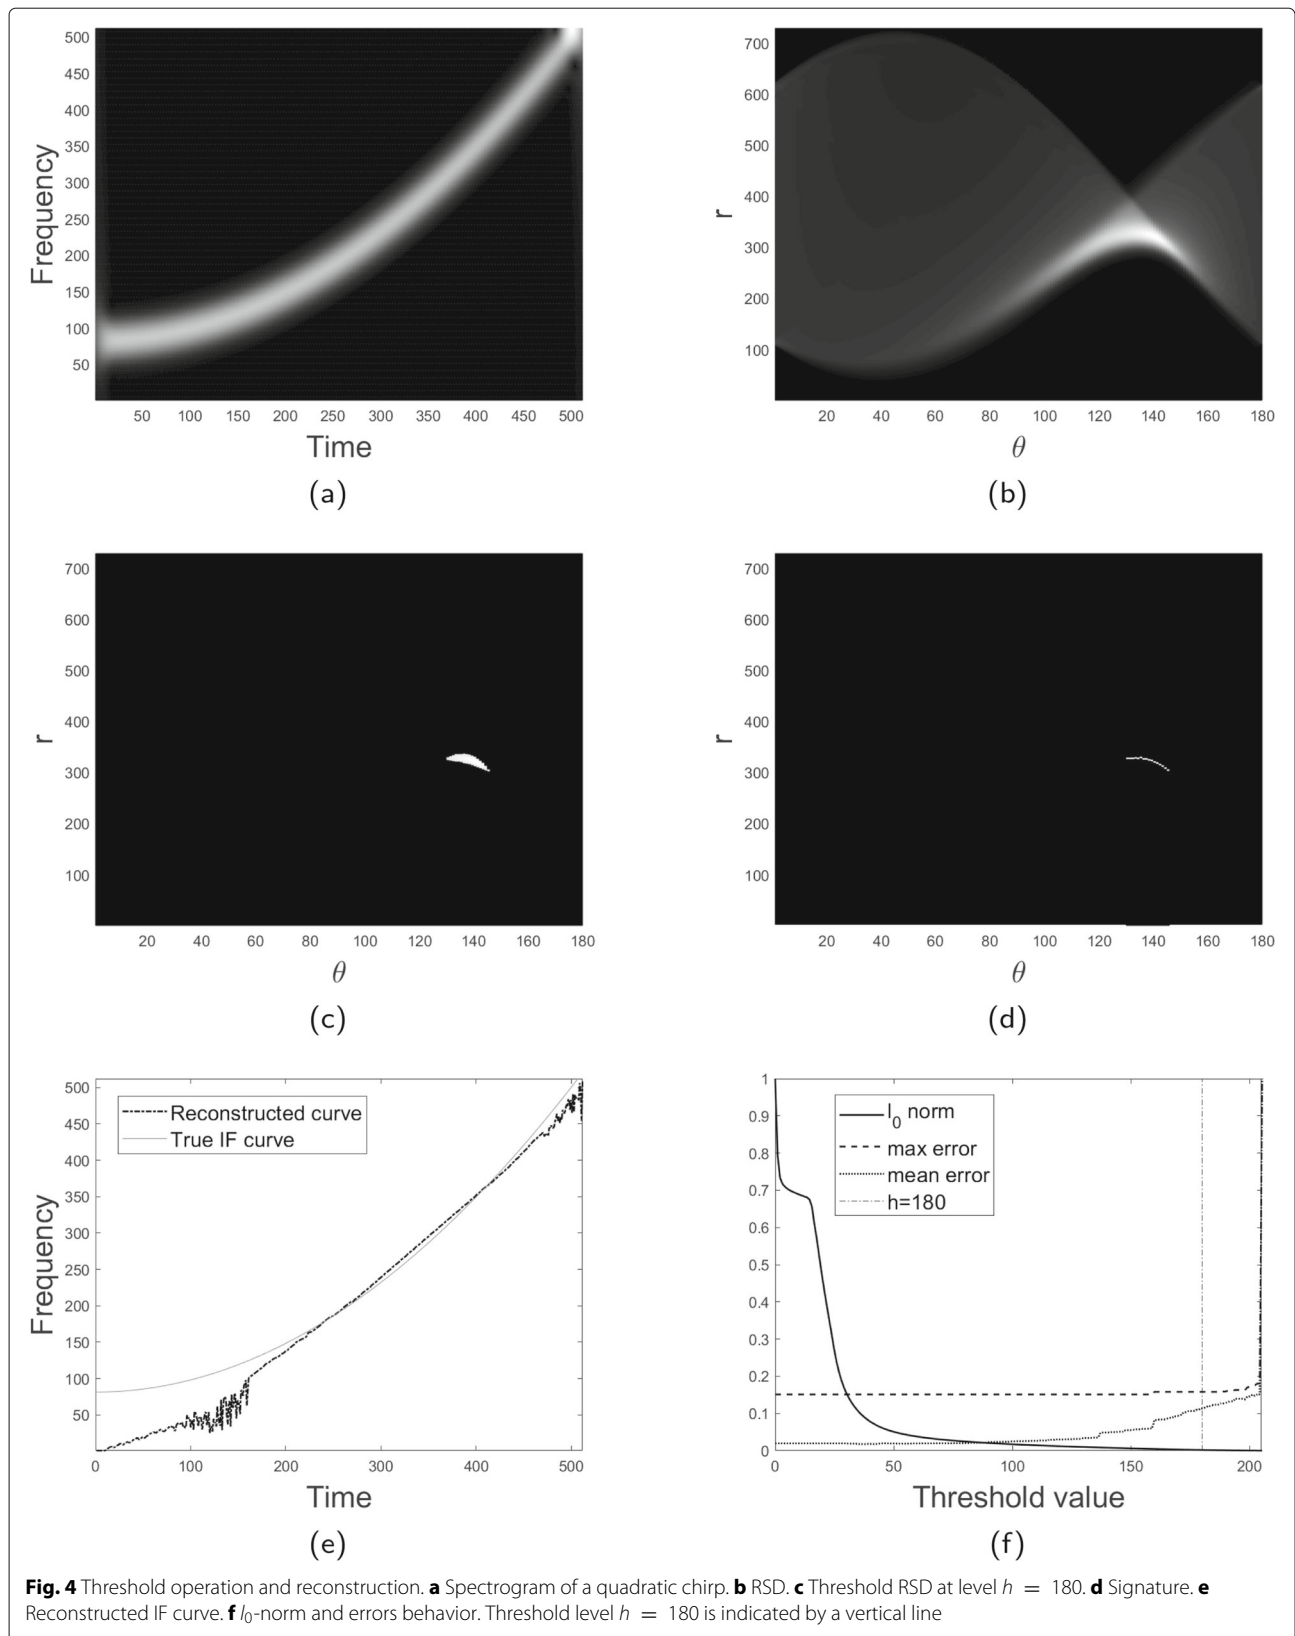 500
450
400
350
300
250
200
150
100
50
Frequency
50 100 150 200 250 300 350 400 450 500
Time
(a)
700
600
500
400
300
200
100
r
20 40 60 80 100 120 140 160 180
θ
(b)
700
600
500
400
300
200
100
r
20 40 60 80 100 120 140 160 180
θ
(c)
700
600
500
400
300
200
100
r
20 40 60 80 100 120 140 160 180
θ
(d)
500
450
400
350
300
250
200
150
100
50
Frequency
Reconstructed curve
True IF curve
0 100 200 300 400 500
Time
(e)
1
0.9
0.8
0.7
0.6
0.5
0.4
0.3
0.2
0.1
0
l0 norm
max error
mean error
h=180
0 50 100 150 200
Threshold value
(f)
Fig. 4 Threshold operation and reconstruction. a Spectrogram of a quadratic chirp. b RSD. c Threshold RSD at level h = 180. d Signature. e
Reconstructed IF curve. f l0-norm and errors behavior. Threshold level h = 180 is indicated by a vertical line